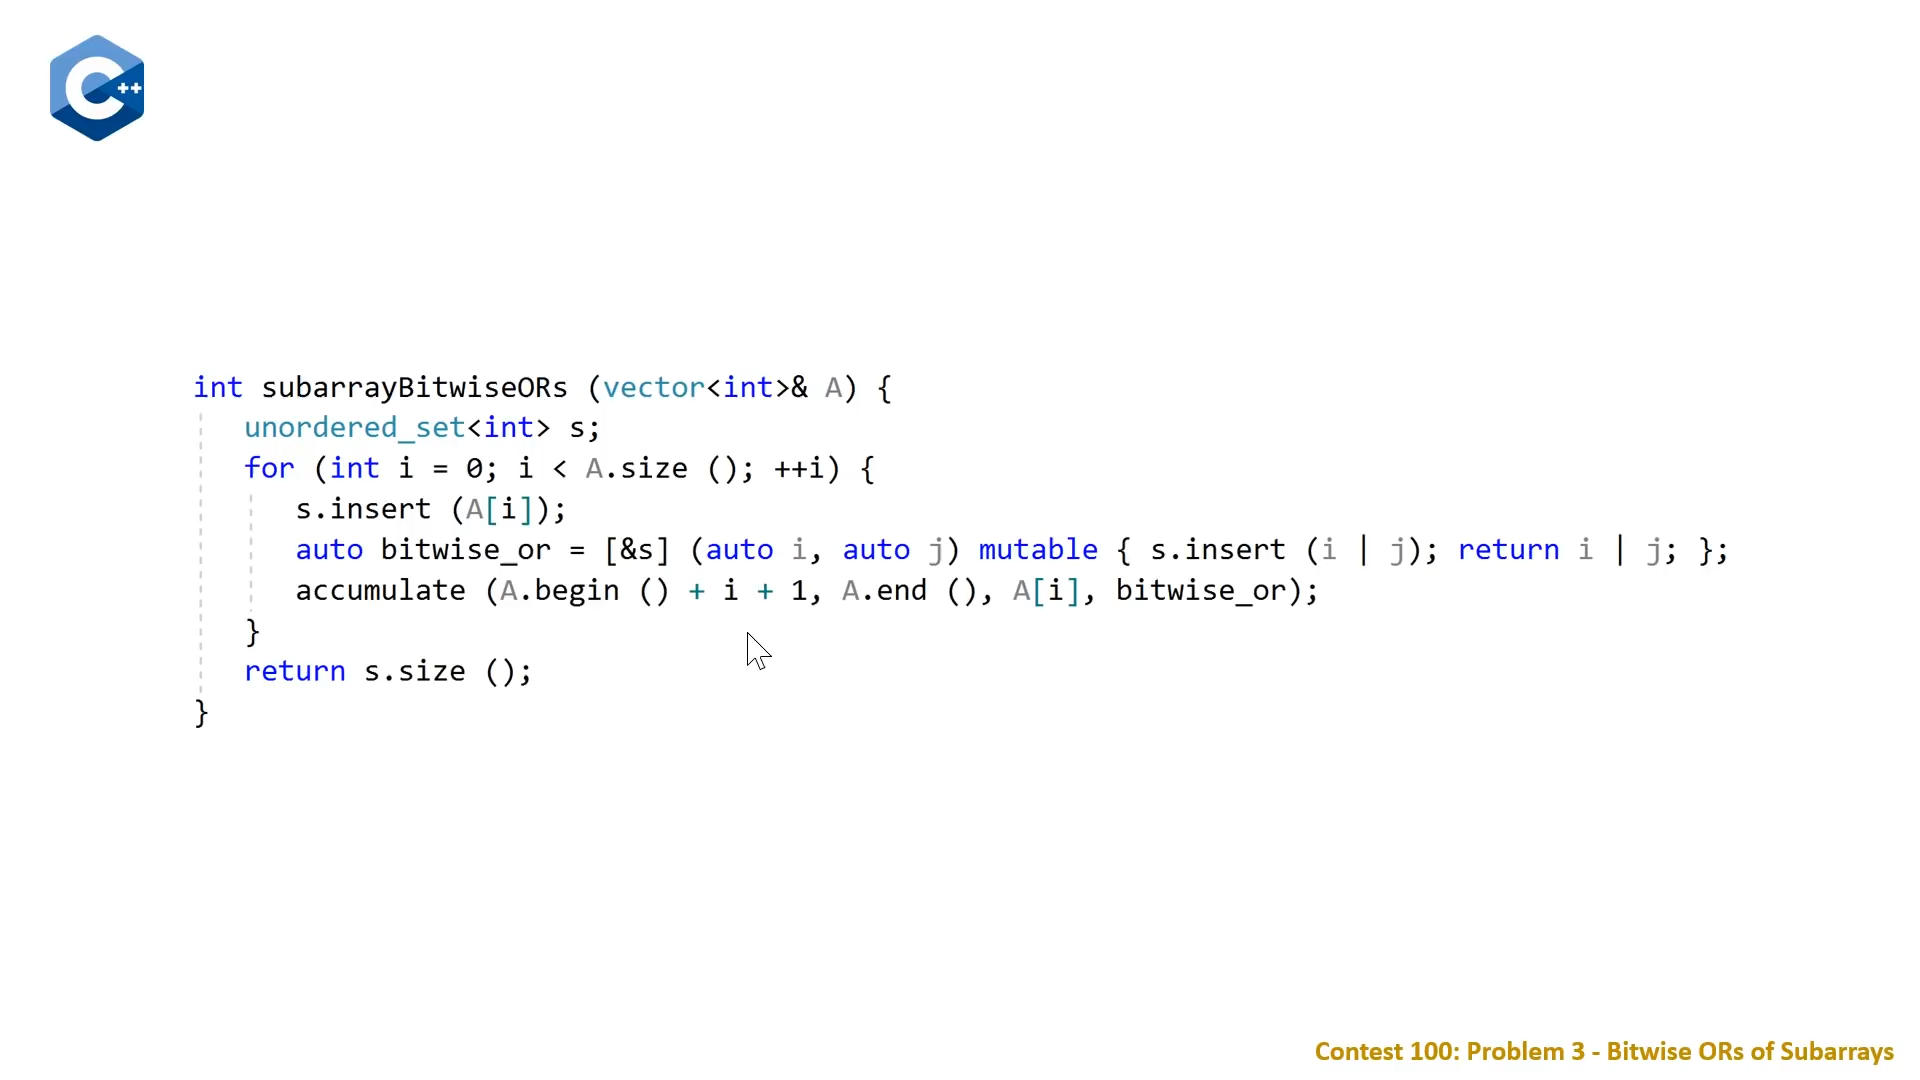 C++
int subarrayBitwiseORs (vector<int>& A) {
unordered_set<int> s;
for (int i = 0; i < A.size (); ++i) {
s.insert (A[i]);
auto bitwise_or = [&s] (auto i, auto j) mutable { s.insert (i | j); return i | j; };
accumulate (A.begin () + i + 1, A.end (), A[i], bitwise_or);
}
return s.size ();
}
Contest 100: Problem 3 - Bitwise ORs of Subarrays